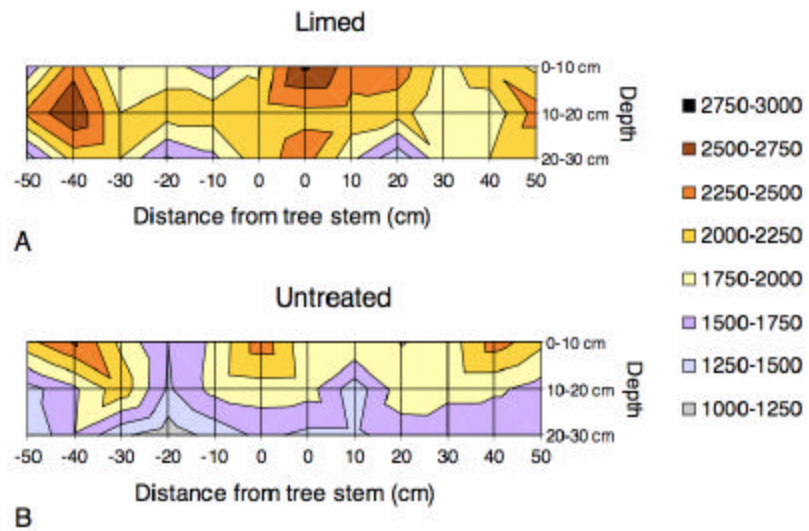 Limed
0-10 cm
10-20 cm
20-30 cm
Depth
-50 -40 -30 -20 -10 0 0 10 20 30 40 50
Distance from tree stem (cm)
A
Untreated
0-10 cm
10-20 cm
20-30 cm
Depth
-50 -40 -30 -20 -10 0 0 10 20 30 40 50
Distance from tree stem (cm)
B
2750-3000
2500-2750
2250-2500
2000-2250
1750-2000
1500-1750
1250-1500
1000-1250